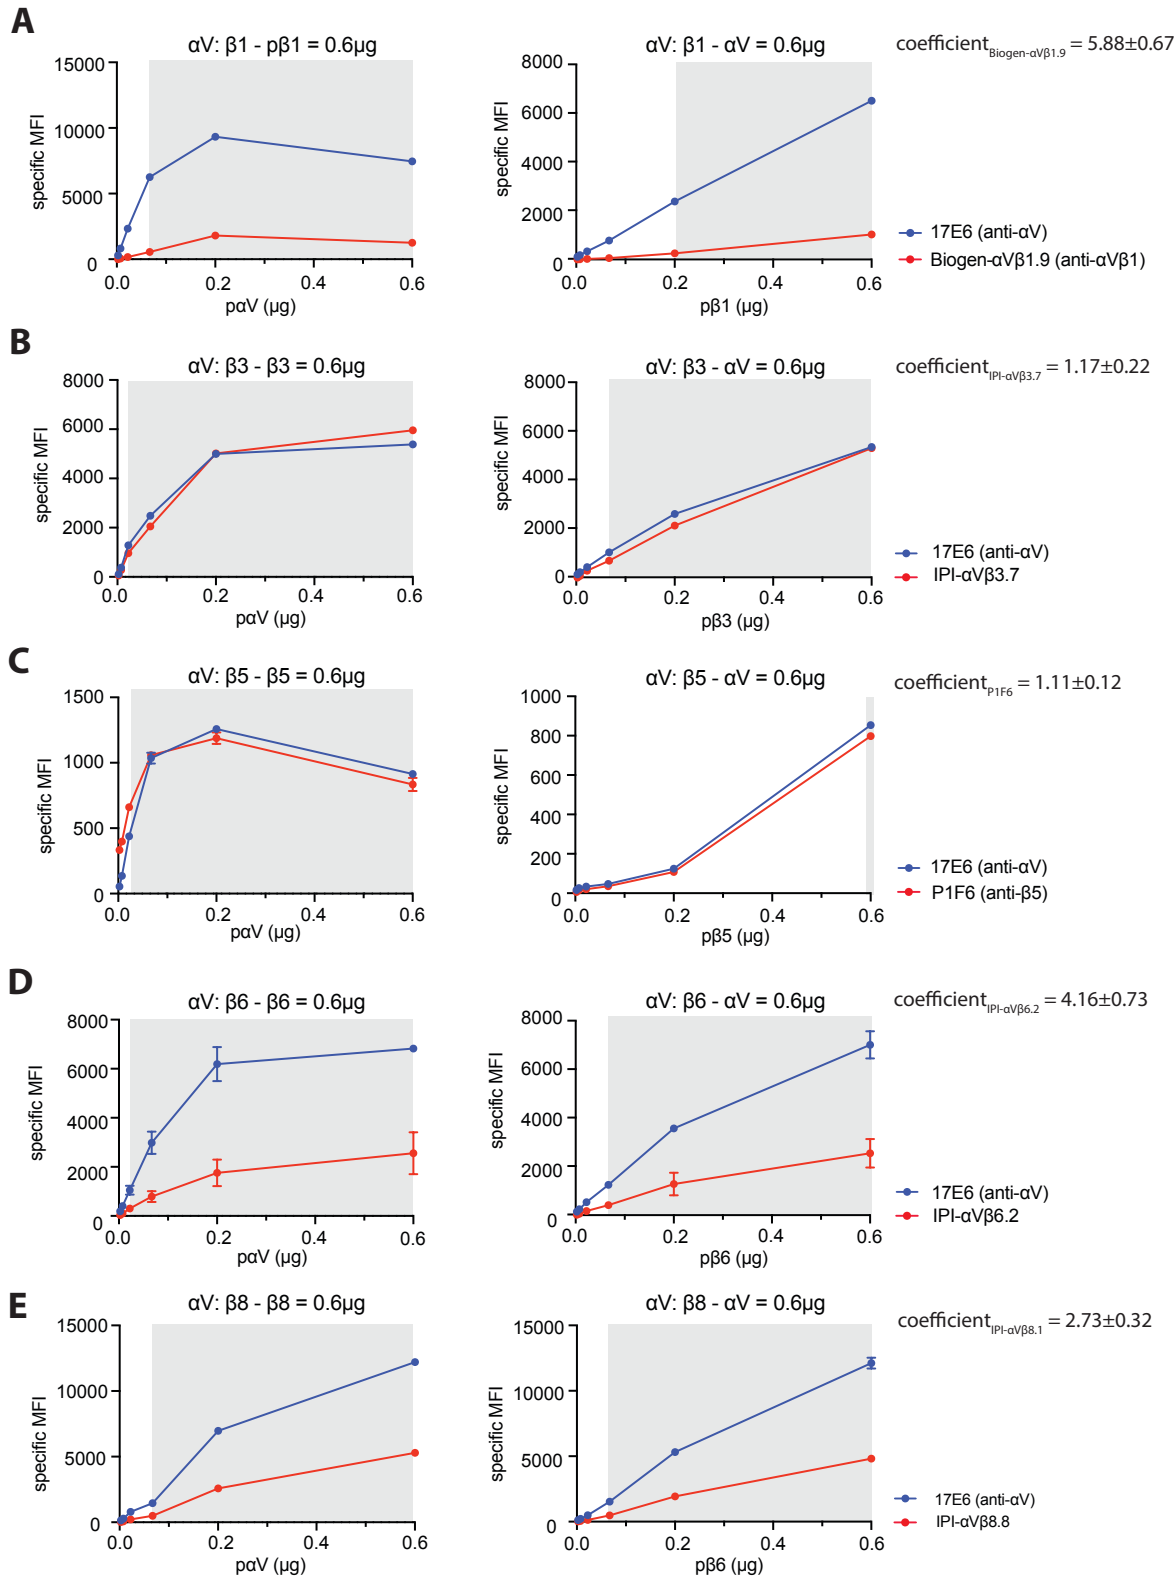 A
αV: β1 - pβ1 = 0.6µg
αV: β1 - αV = 0.6µg
coefficient Biogen-αVβ1.9 = 5.88±0.67
specific MFI
15000
10000
5000
0
0.0 0.2 0.4 0.6
pαV (µg)
specific MFI
8000
6000
4000
2000
0
0.0 0.2 0.4 0.6
pβ1 (µg)
17E6 (anti-αV)
Biogen-αVβ1.9 (anti-αVβ1)
B
αV: β3 - β3 = 0.6µg
αV: β3 - αV = 0.6µg
coefficient IPI-αVβ3.7 = 1.17±0.22
specific MFI
8000
6000
4000
2000
0
0.0 0.2 0.4 0.6
pαV (µg)
specific MFI
8000
6000
4000
2000
0
0.0 0.2 0.4 0.6
pβ3 (µg)
17E6 (anti-αV)
IPI-αVβ3.7
C
αV: β5 - β5 = 0.6µg
αV: β5 - αV = 0.6µg
coefficient P1F6 = 1.11±0.12
specific MFI
1500
1000
500
0
0.0 0.2 0.4 0.6
pαV (µg)
specific MFI
1000
800
600
400
200
0
0.0 0.2 0.4 0.6
pβ5 (µg)
17E6 (anti-αV)
P1F6 (anti-β5)
D
αV: β6 - β6 = 0.6µg
αV: β6 - αV = 0.6µg
coefficient IPI-αVβ6.2 = 4.16±0.73
specific MFI
8000
6000
4000
2000
0
0.0 0.2 0.4 0.6
pαV (µg)
specific MFI
8000
6000
4000
2000
0
0.0 0.2 0.4 0.6
pβ6 (µg)
17E6 (anti-αV)
IPI-αVβ6.2
E
αV: β8 - β8 = 0.6µg
αV: β8 - αV = 0.6µg
coefficient IPI-αVβ8.1 = 2.73±0.32
specific MFI
15000
10000
5000
0
0.0 0.2 0.4 0.6
pαV (µg)
specific MFI
15000
10000
5000
0
0.0 0.2 0.4 0.6
pβ6 (µg)
17E6 (anti-αV)
IPI-αVβ8.8